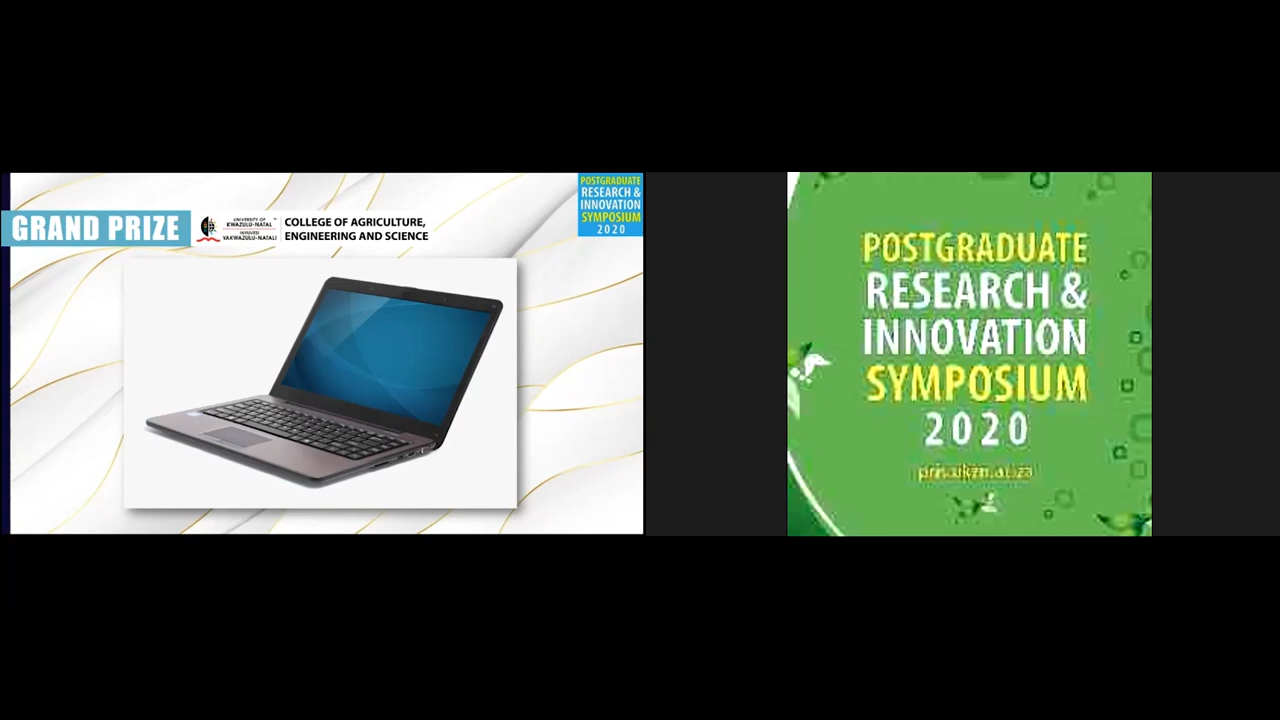 GRAND PRIZE
UNIVERSITY OF
KWAZULU-NATAL
INYUVESI
YAKWAZULU-NATALI
COLLEGE OF AGRICULTURE,
ENGINEERING AND SCIENCE
POSTGRADUATE
RESEARCH &
INNOVATION
SYMPOSIUM
2020
POSTGRADUATE
RESEARCH &
INNOVATION
SYMPOSIUM
2020